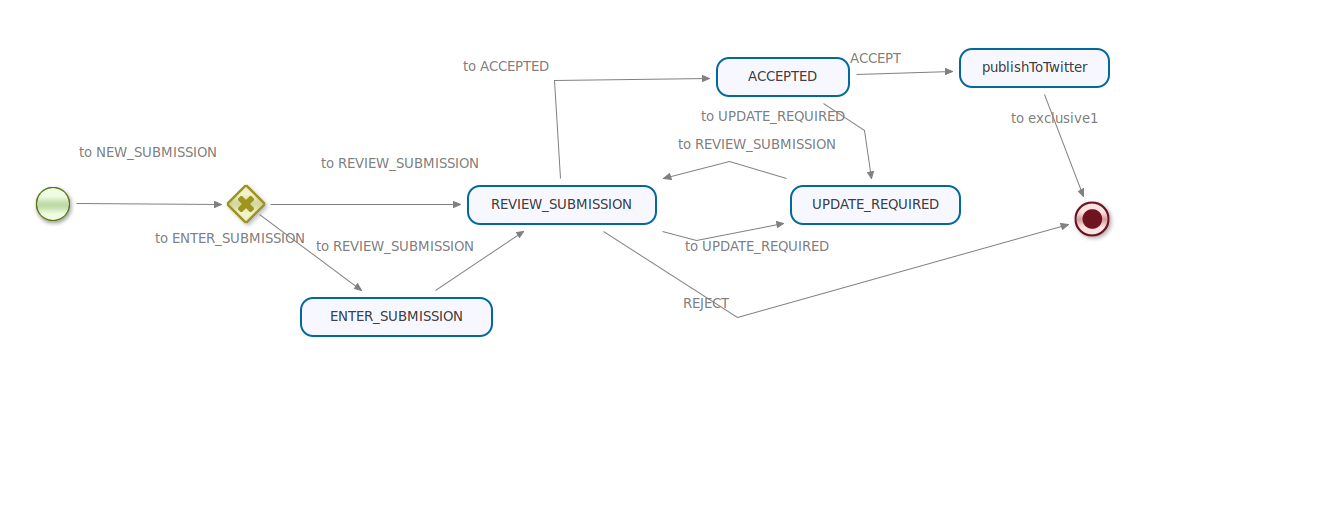 to ACCEPTED
ACCEPTED
ACCEPT
publishToTwitter
to UPDATE_REQUIRED
to exclusive1
to REVIEW_SUBMISSION
to NEW_SUBMISSION
to REVIEW_SUBMISSION
REVIEW_SUBMISSION
UPDATE_REQUIRED
to ENTER_SUBMISSION
to REVIEW_SUBMISSION
to UPDATE_REQUIRED
REJECT
ENTER_SUBMISSION